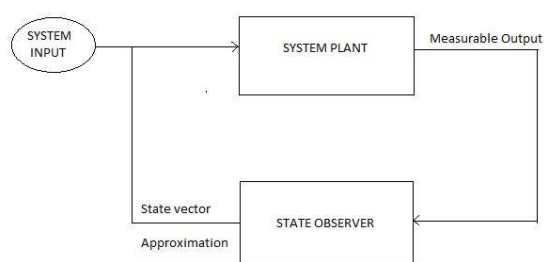 SYSTEM
INPUT
SYSTEM PLANT
Measurable Output
State vector
Approximation
STATE OBSERVER